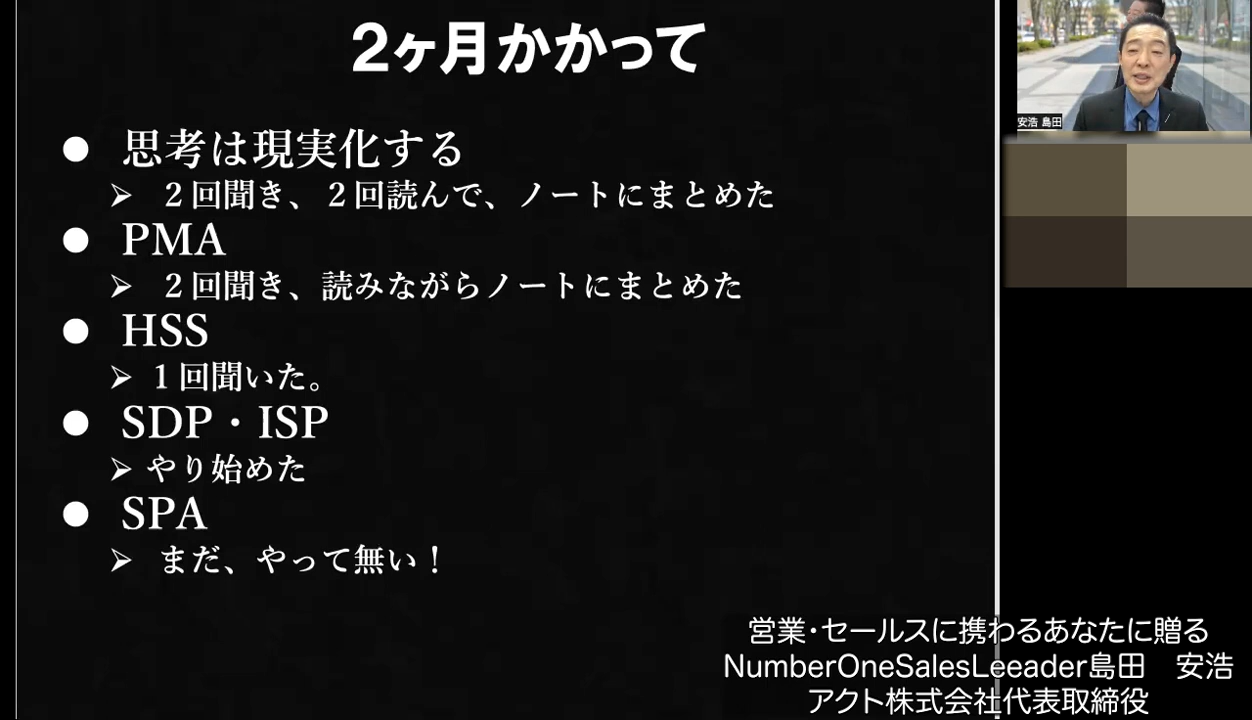 2ヶ月かかって
● 思考は現実化する
➢ 2回聞き、2回読んで、ノートにまとめた
● PMA
➢ 2回聞き、読みながらノートにまとめた
● HSS
➢ 1回聞いた。
● SDP・ISP
➢ やり始めた
● SPA
➢ まだ、やって無い!
安浩 島田
営業・セールスに携わるあなたに贈る
NumberOneSalesLeeader島田 安浩
アクト株式会社代表取締役